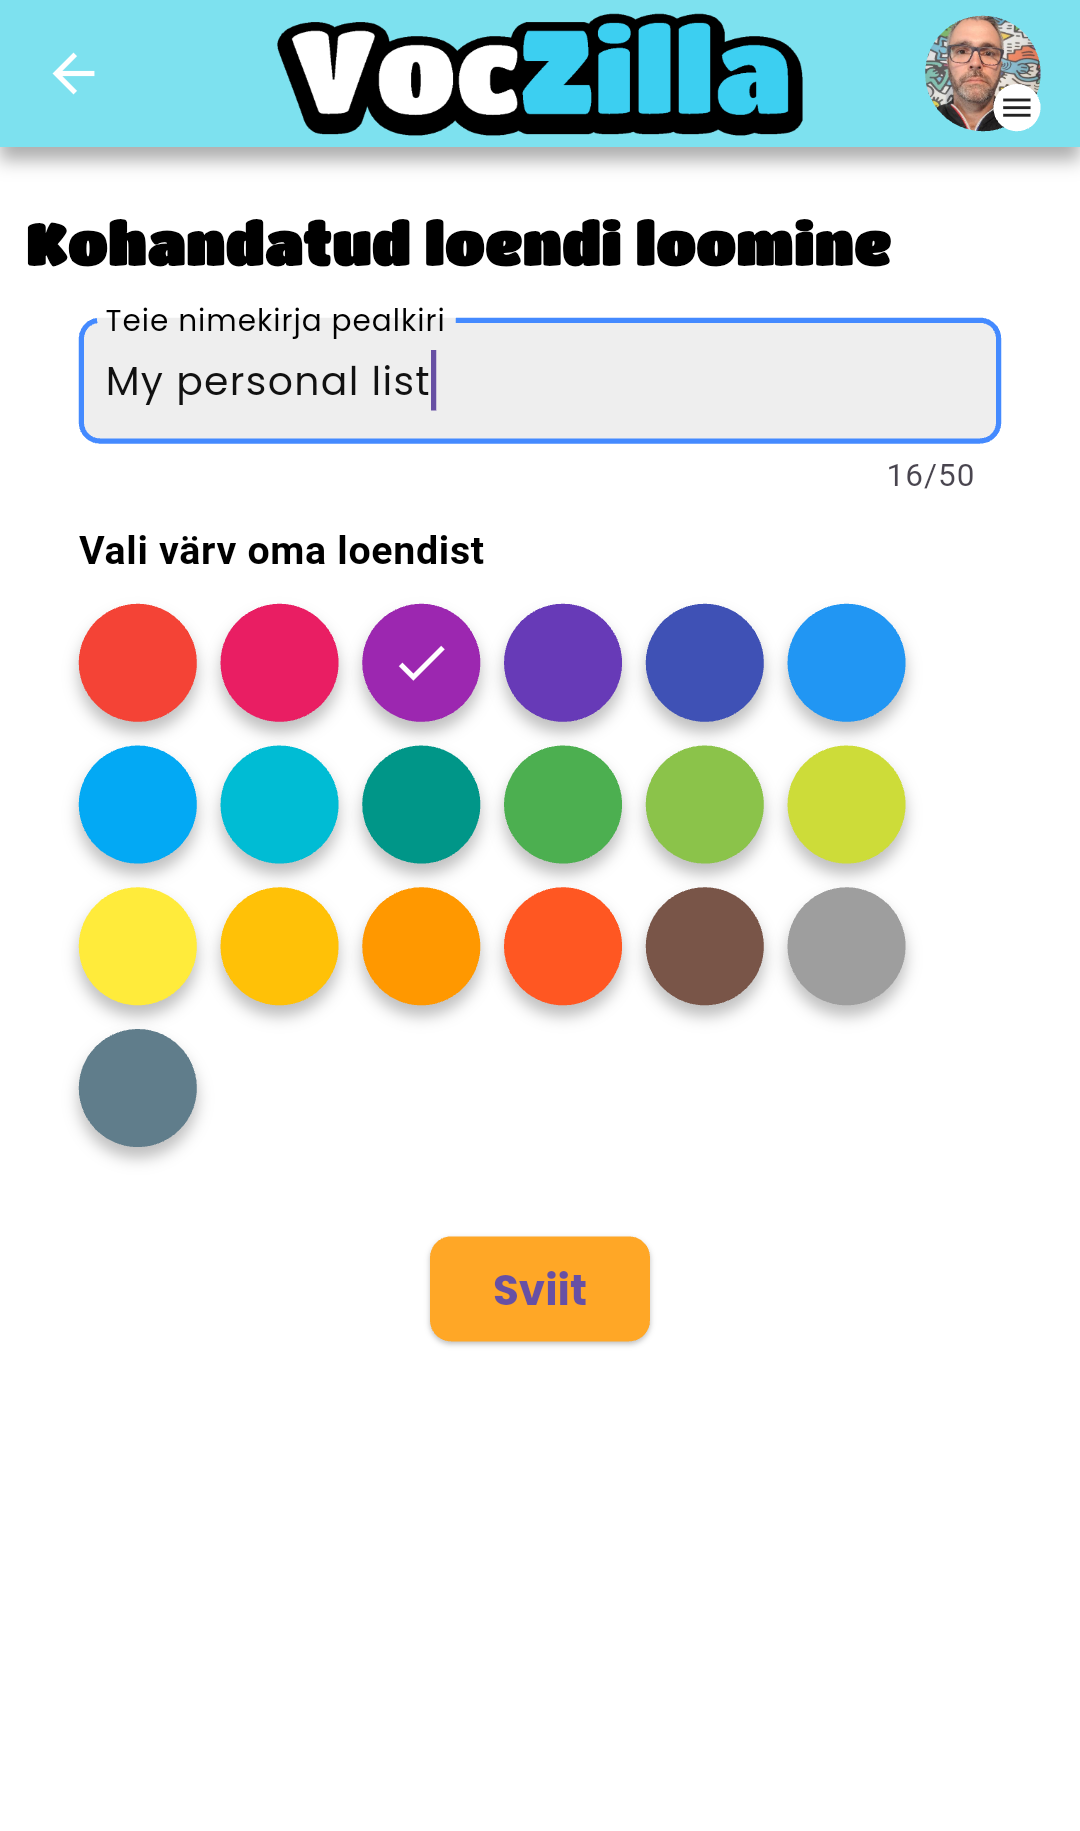 VocZilla
Kohandatud loendi loomine
Teie nimekirja pealkiri
My personal list
16/50
Vali värv oma loendist
Sviit